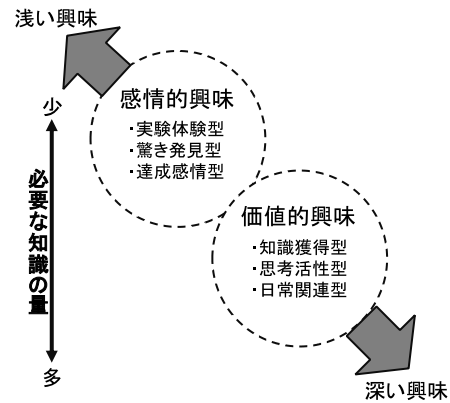 浅い興味
少
感情的興味
・実験体験型
・驚き発見型
・達成感情型
必要な知識の量
価値的興味
・知識獲得型
・思考活性型
・日常関連型
多
深い興味